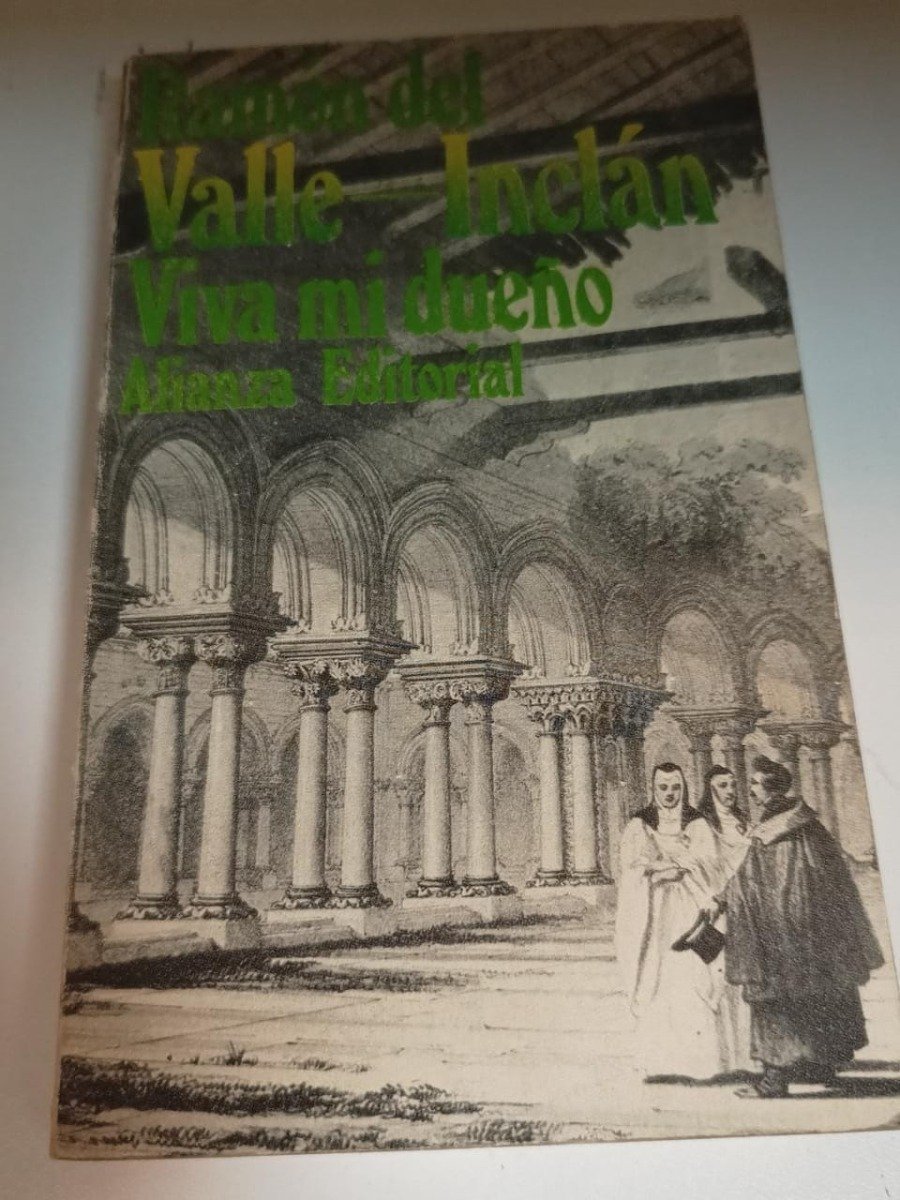 Ramón del
Valle-Inclán
Viva mi dueño
Alianza Editorial